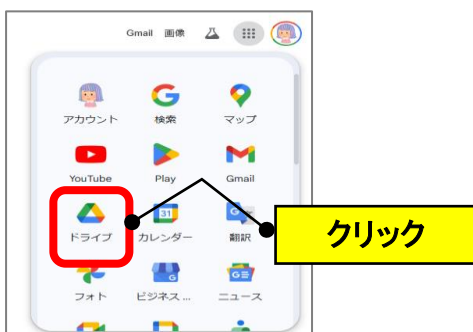 Gmail 画像
アカウント 検索 マップ
YouTube Play Gmail
31
ドライブ カレンダー 翻訳
クリック
フォト ビジネス... ニュース